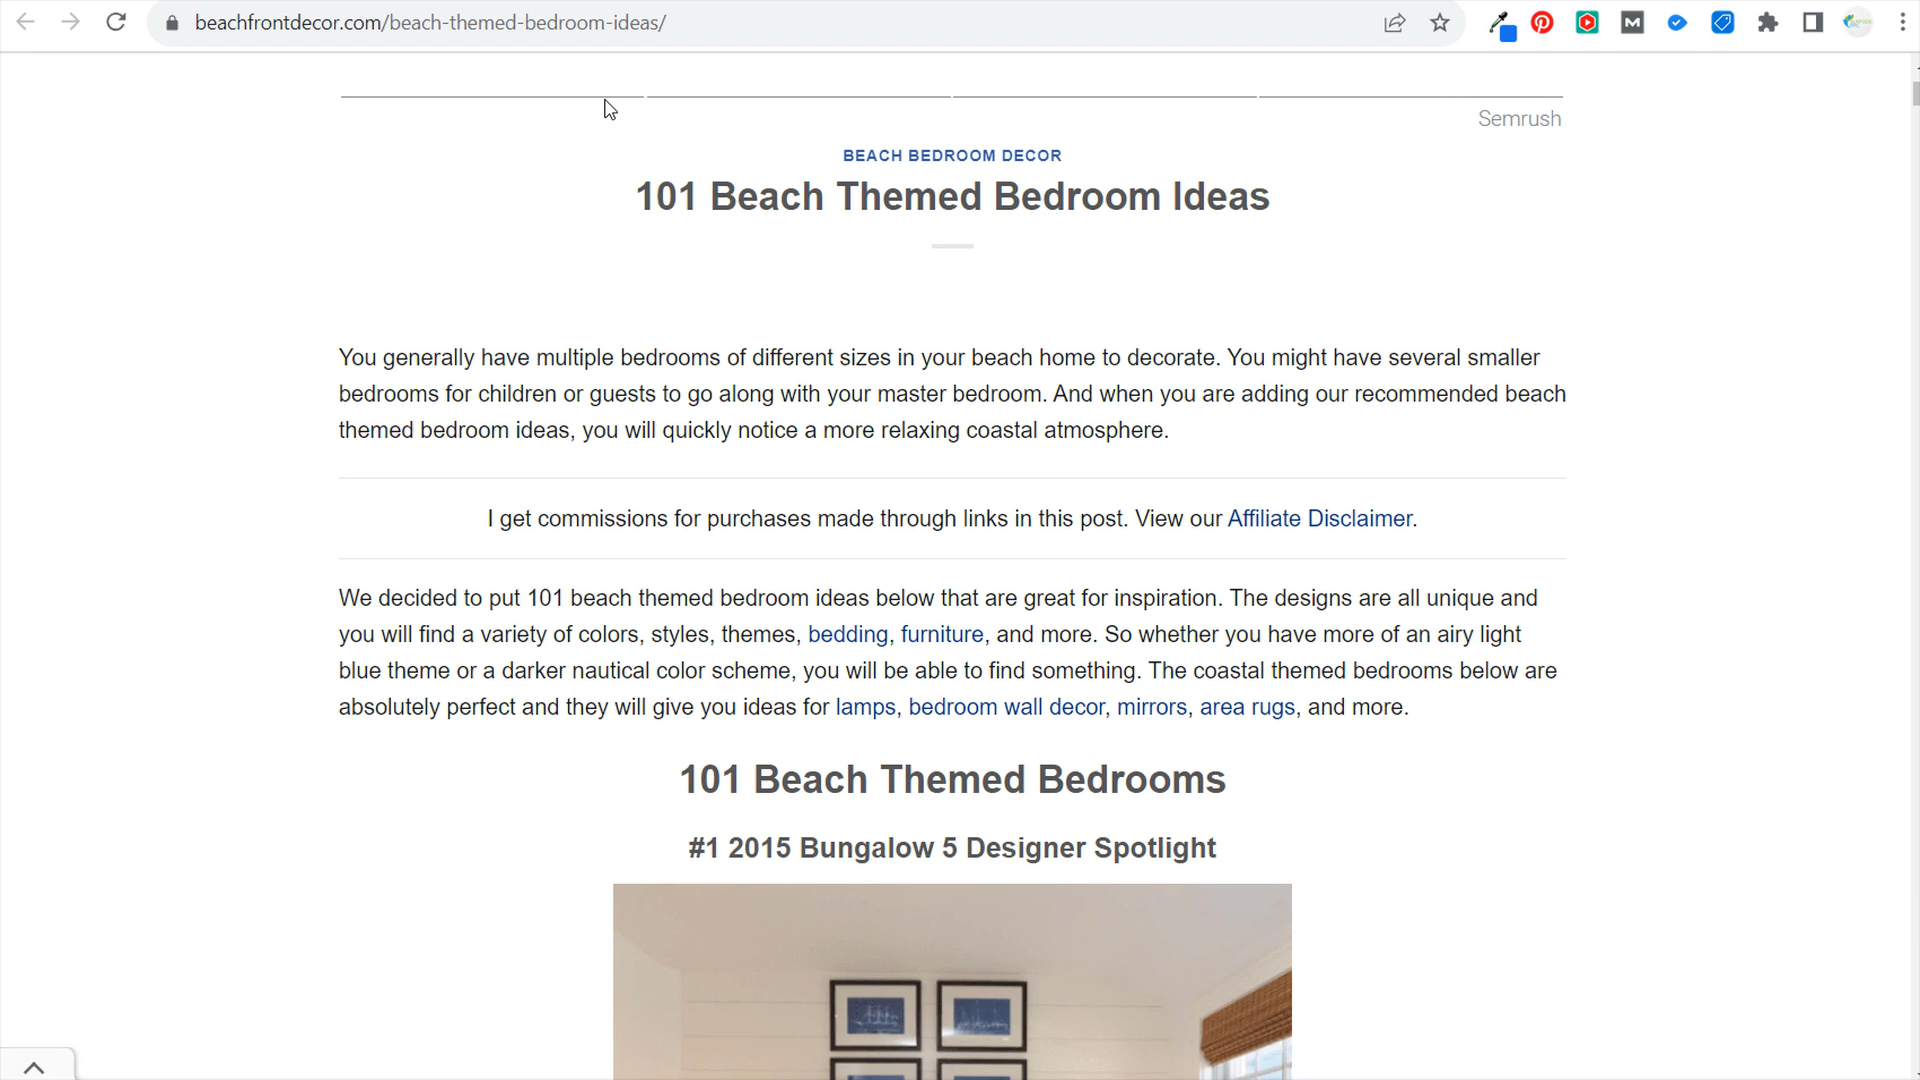 beachfrontdecor.com/beach-themed-bedroom-ideas/
Semrush
BEACH BEDROOM DECOR
101 Beach Themed Bedroom Ideas
You generally have multiple bedrooms of different sizes in your beach home to decorate. You might have several smaller
bedrooms for children or guests to go along with your master bedroom. And when you are adding our recommended beach
themed bedroom ideas, you will quickly notice a more relaxing coastal atmosphere.
I get commissions for purchases made through links in this post. View our Affiliate Disclaimer.
We decided to put 101 beach themed bedroom ideas below that are great for inspiration. The designs are all unique and
you will find a variety of colors, styles, themes, bedding, furniture, and more. So whether you have more of an airy light
blue theme or a darker nautical color scheme, you will be able to find something. The coastal themed bedrooms below are
absolutely perfect and they will give you ideas for lamps, bedroom wall decor, mirrors, area rugs, and more.
101 Beach Themed Bedrooms
#1 2015 Bungalow 5 Designer Spotlight